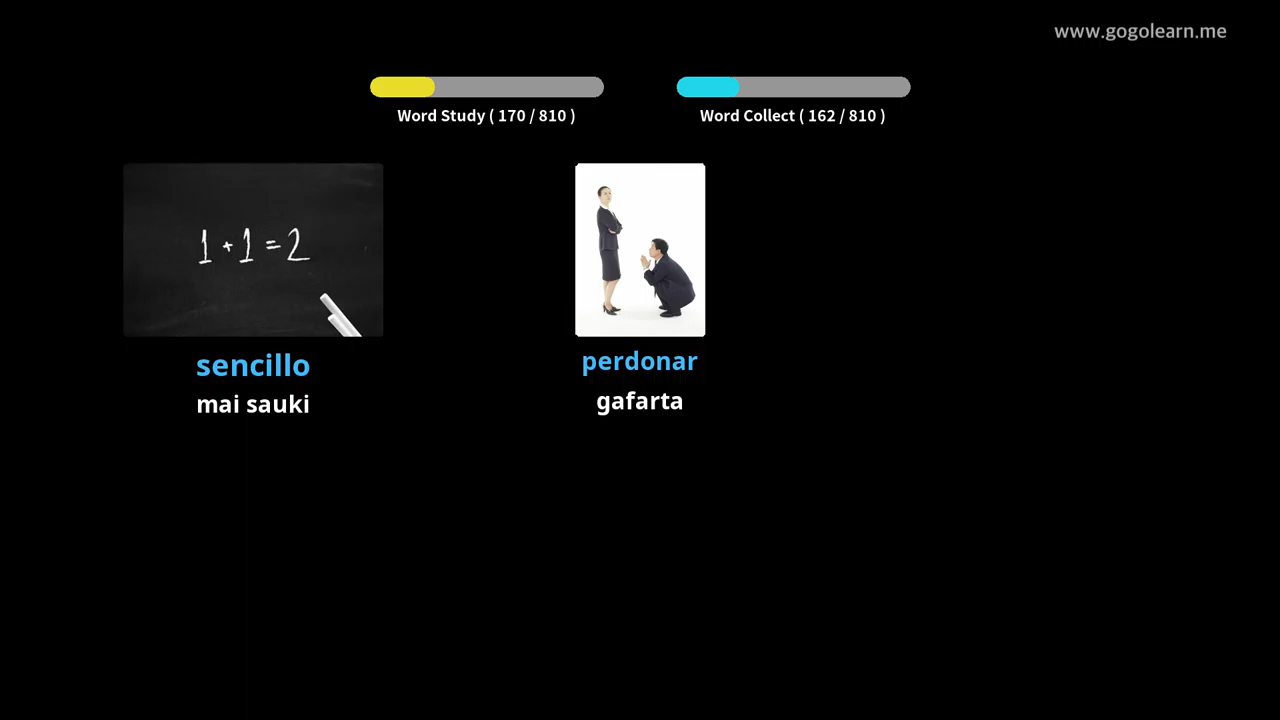 www.gogolearn.me
Word Study ( 170 / 810 )
Word Collect ( 162 / 810 )
1 + 1 = 2
sencillo
mai sauki
perdonar
gafarta